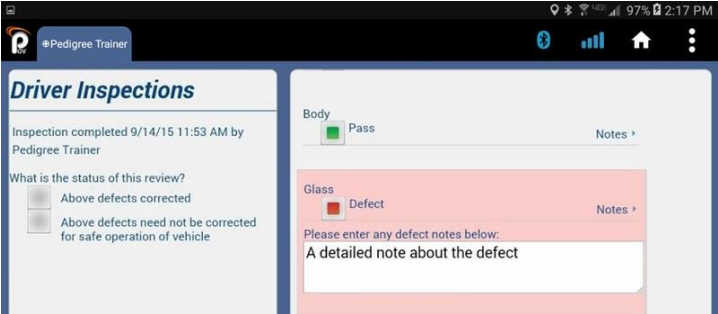 97% 2:17 PM
P
OV
Pedigree Trainer
Driver Inspections
Inspection completed 9/14/15 11:53 AM by
Pedigree Trainer
What is the status of this review?
Above defects corrected
Above defects need not be corrected
for safe operation of vehicle
Body
Pass
Notes
Glass
Defect
Notes
Please enter any defect notes below:
A detailed note about the defect